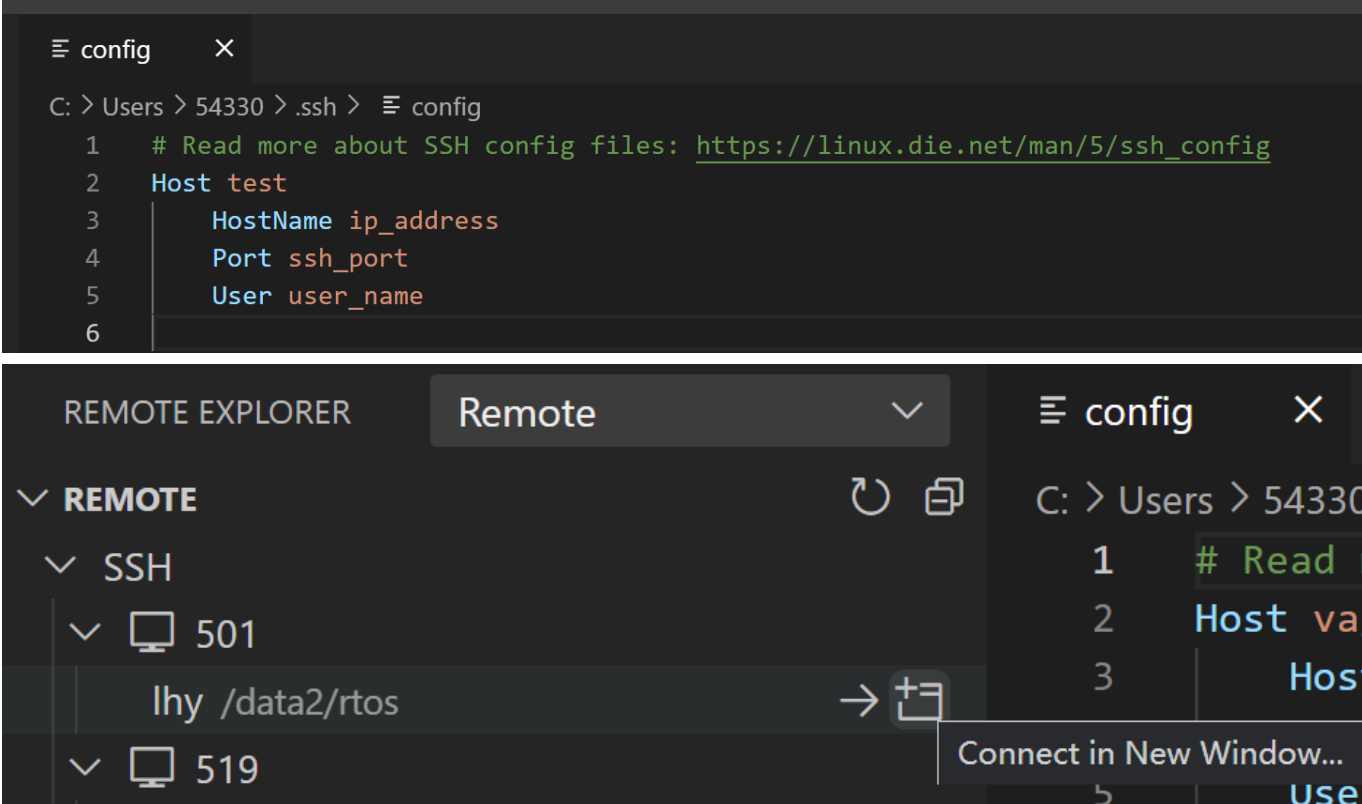 config
C: > Users > 54330 > .ssh > config
1 # Read more about SSH config files: https://linux.die.net/man/5/ssh_config
2 Host test
3 HostName ip_address
4 Port ssh_port
5 User user_name
6
REMOTE EXPLORER Remote config
REMOTE C: > Users > 54330
SSH 1 # Read
501 2 Host va
lhy /data2/rtos 3 Hos
Connect in New Window...
519 5 Use